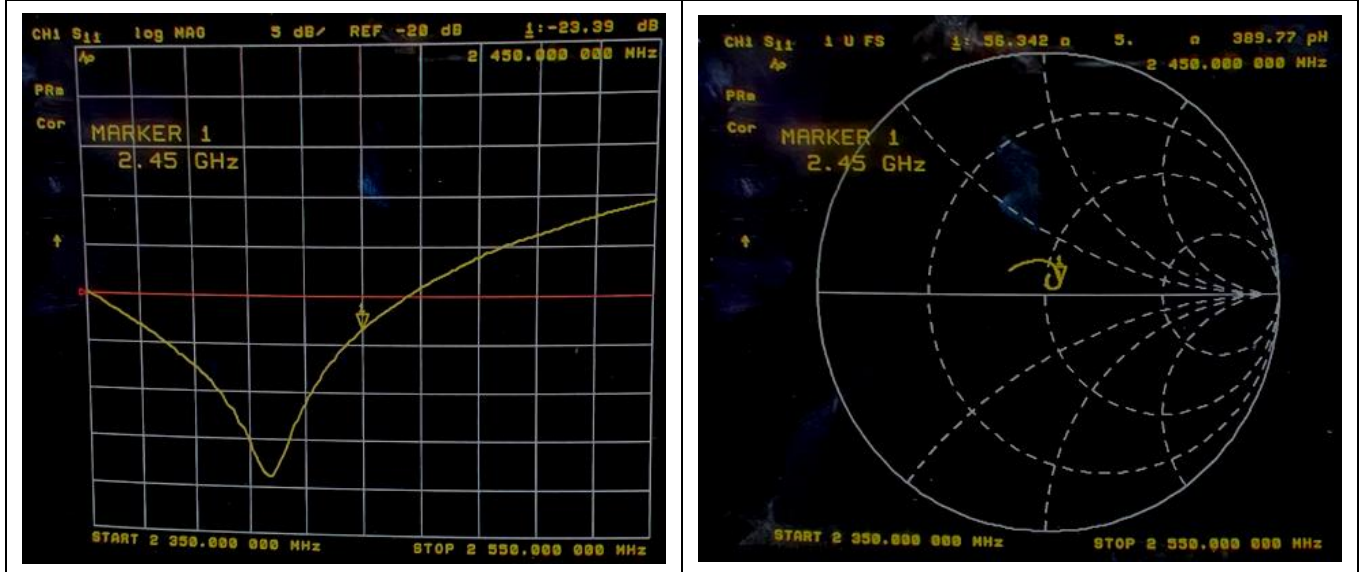 CH1 S11 log MAG 5 dB/ REF -20 dB 1:-23.39 dB
2 450.000 000 MHz
PRm
Cor
MARKER 1
2.45 GHz
START 2 350.000 000 MHz STOP 2 550.000 000 MHz
CH1 S11 1 U FS 1: 56.342 Ω 5. Ω 389.77 pH
2 450.000 000 MHz
PRm
Cor
MARKER 1
2.45 GHz
START 2 350.000 000 MHz STOP 2 550.000 000 MHz